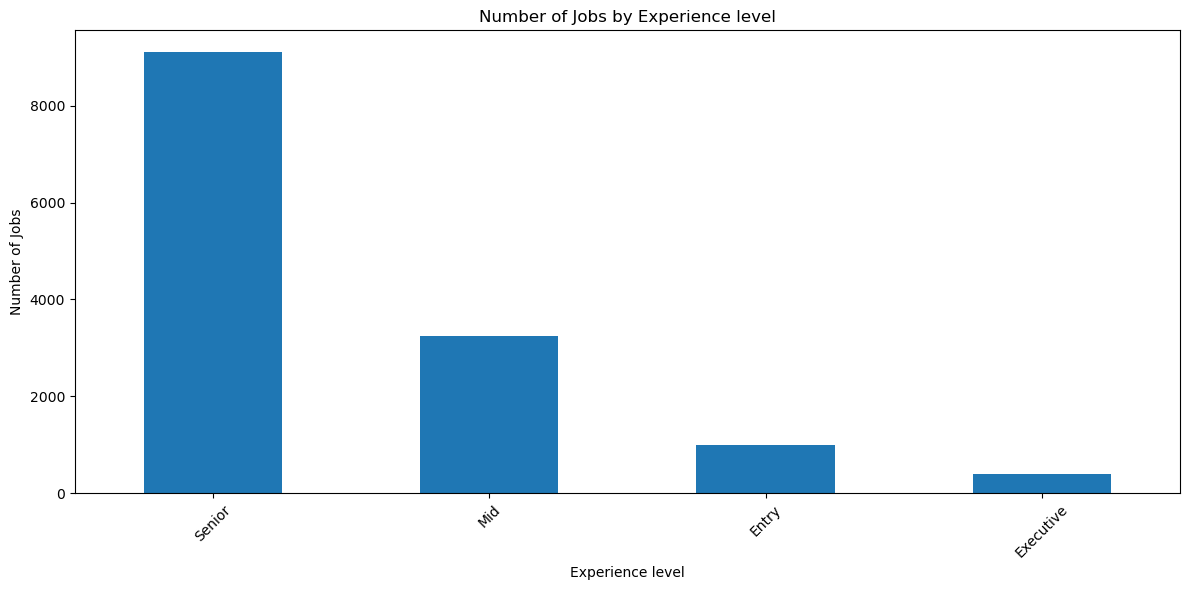 Number of Jobs by Experience level
Number of Jobs
8000
6000
4000
2000
0
Senior
Mid
Entry
Executive
Experience level